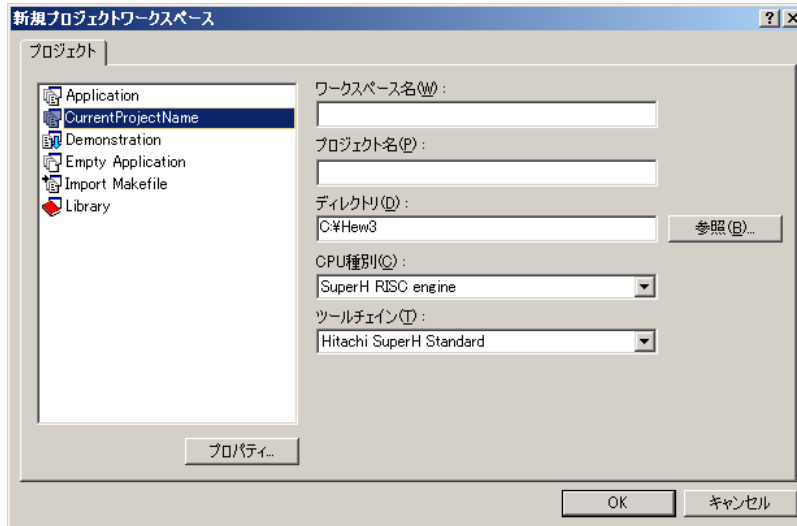 新規プロジェクトワークスペース
プロジェクト
Application
CurrentProjectName
Demonstration
Empty Application
Import Makefile
Library
プロパティ...
ワークスペース名(W):
プロジェクト名(P):
ディレクトリ(D):
C:¥Hew3
参照(B)...
CPU種別(C):
SuperH RISC engine
ツールチェイン(T):
Hitachi SuperH Standard
OK
キャンセル